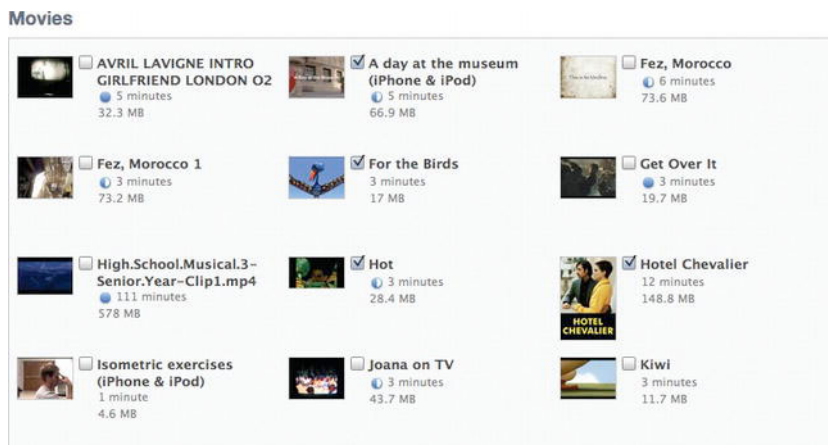 Movies
AVRIL LAVIGNE INTRO
GIRLFRIEND LONDON O2
5 minutes
32.3 MB
A day at the museum
(iPhone & iPod)
5 minutes
66.9 MB
Fez, Morocco
6 minutes
73.6 MB
Fez, Morocco 1
3 minutes
73.2 MB
For the Birds
3 minutes
17 MB
Get Over It
3 minutes
19.7 MB
High.School.Musical.3-
Senior.Year-Clip1.mp4
111 minutes
578 MB
Hot
3 minutes
28.4 MB
HOTEL
CHEVALIER
Hotel Chevalier
12 minutes
148.8 MB
Isometric exercises
(iPhone & iPod)
1 minute
4.6 MB
Joana on TV
3 minutes
43.7 MB
Kiwi
3 minutes
11.7 MB